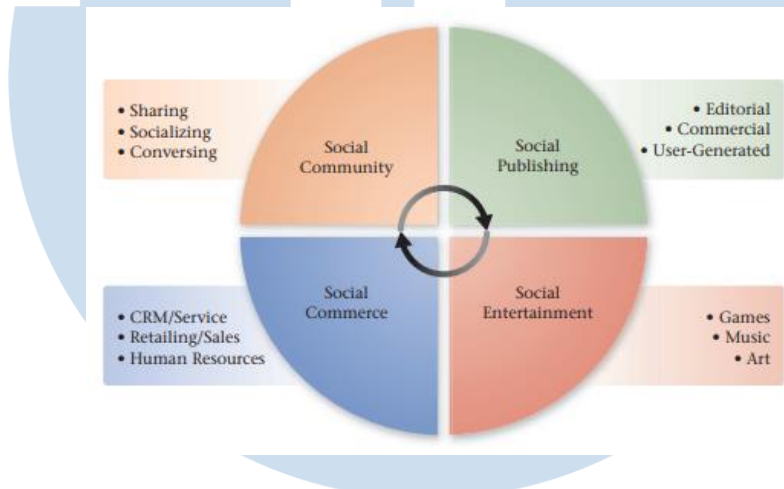 • Sharing
• Socializing
• Conversing
Social
Community
Social
Publishing
• Editorial
• Commercial
• User-Generated
• CRM/Service
• Retailing/Sales
• Human Resources
Social
Commerce
Social
Entertainment
• Games
• Music
• Art